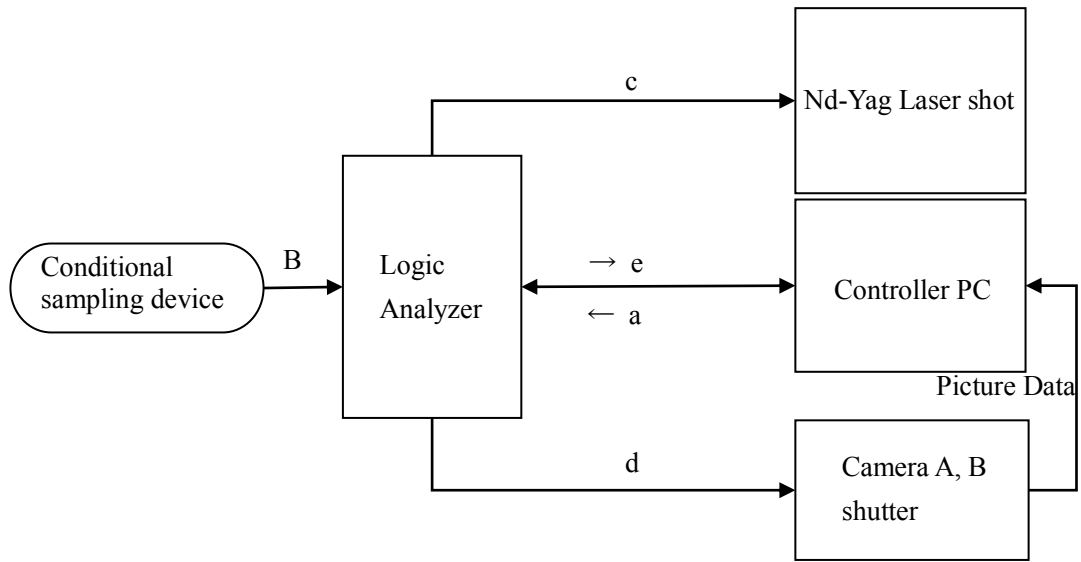 c
Nd-Yag Laser shot
Conditional
sampling device
B
Logic
Analyzer
→ e
← a
Controller PC
Picture Data
d
Camera A, B
shutter